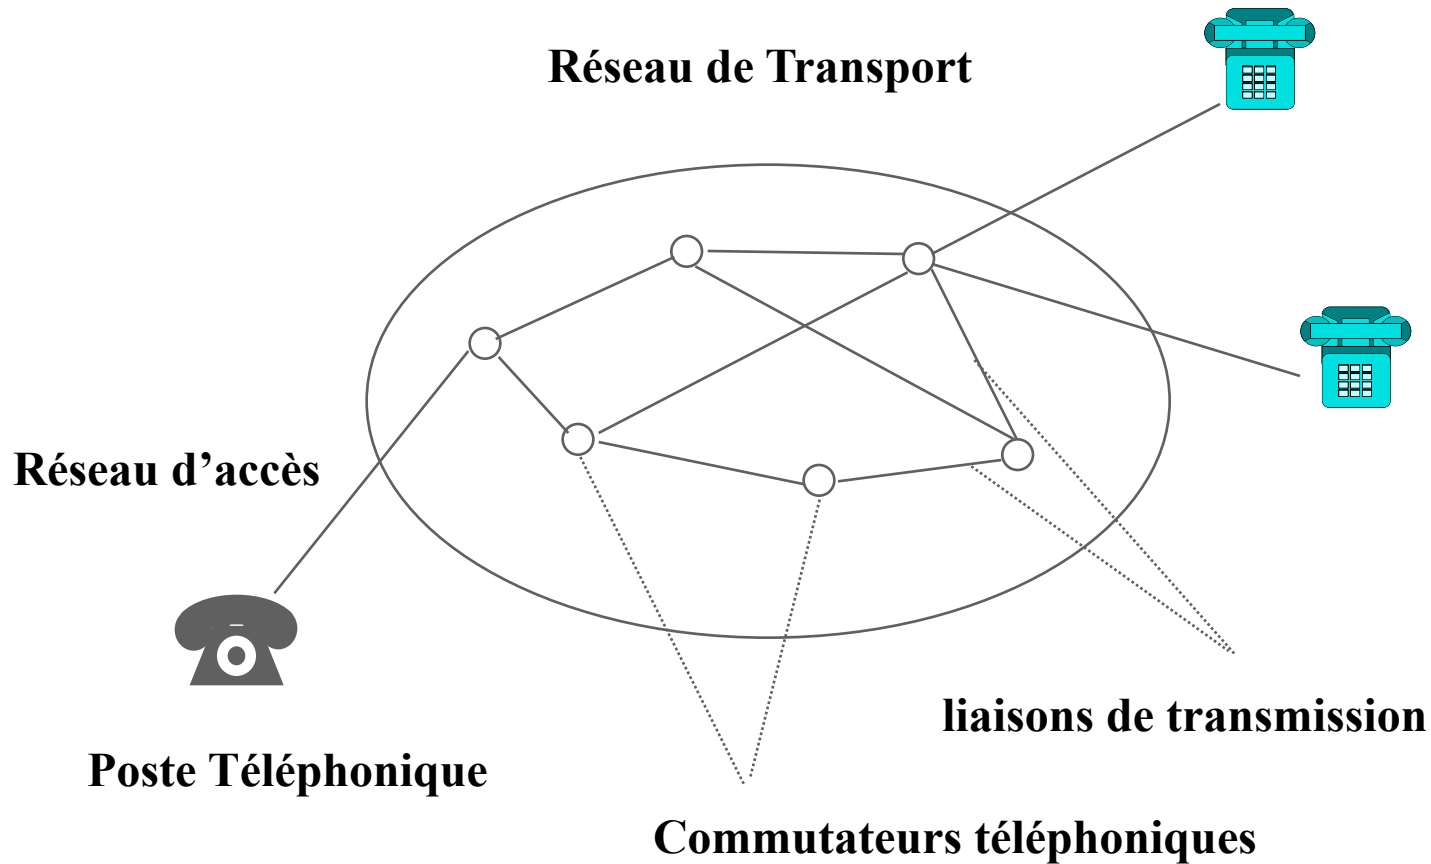 Réseau de Transport
Réseau d’accès
liaisons de transmission
Poste Téléphonique
Commutateurs téléphoniques